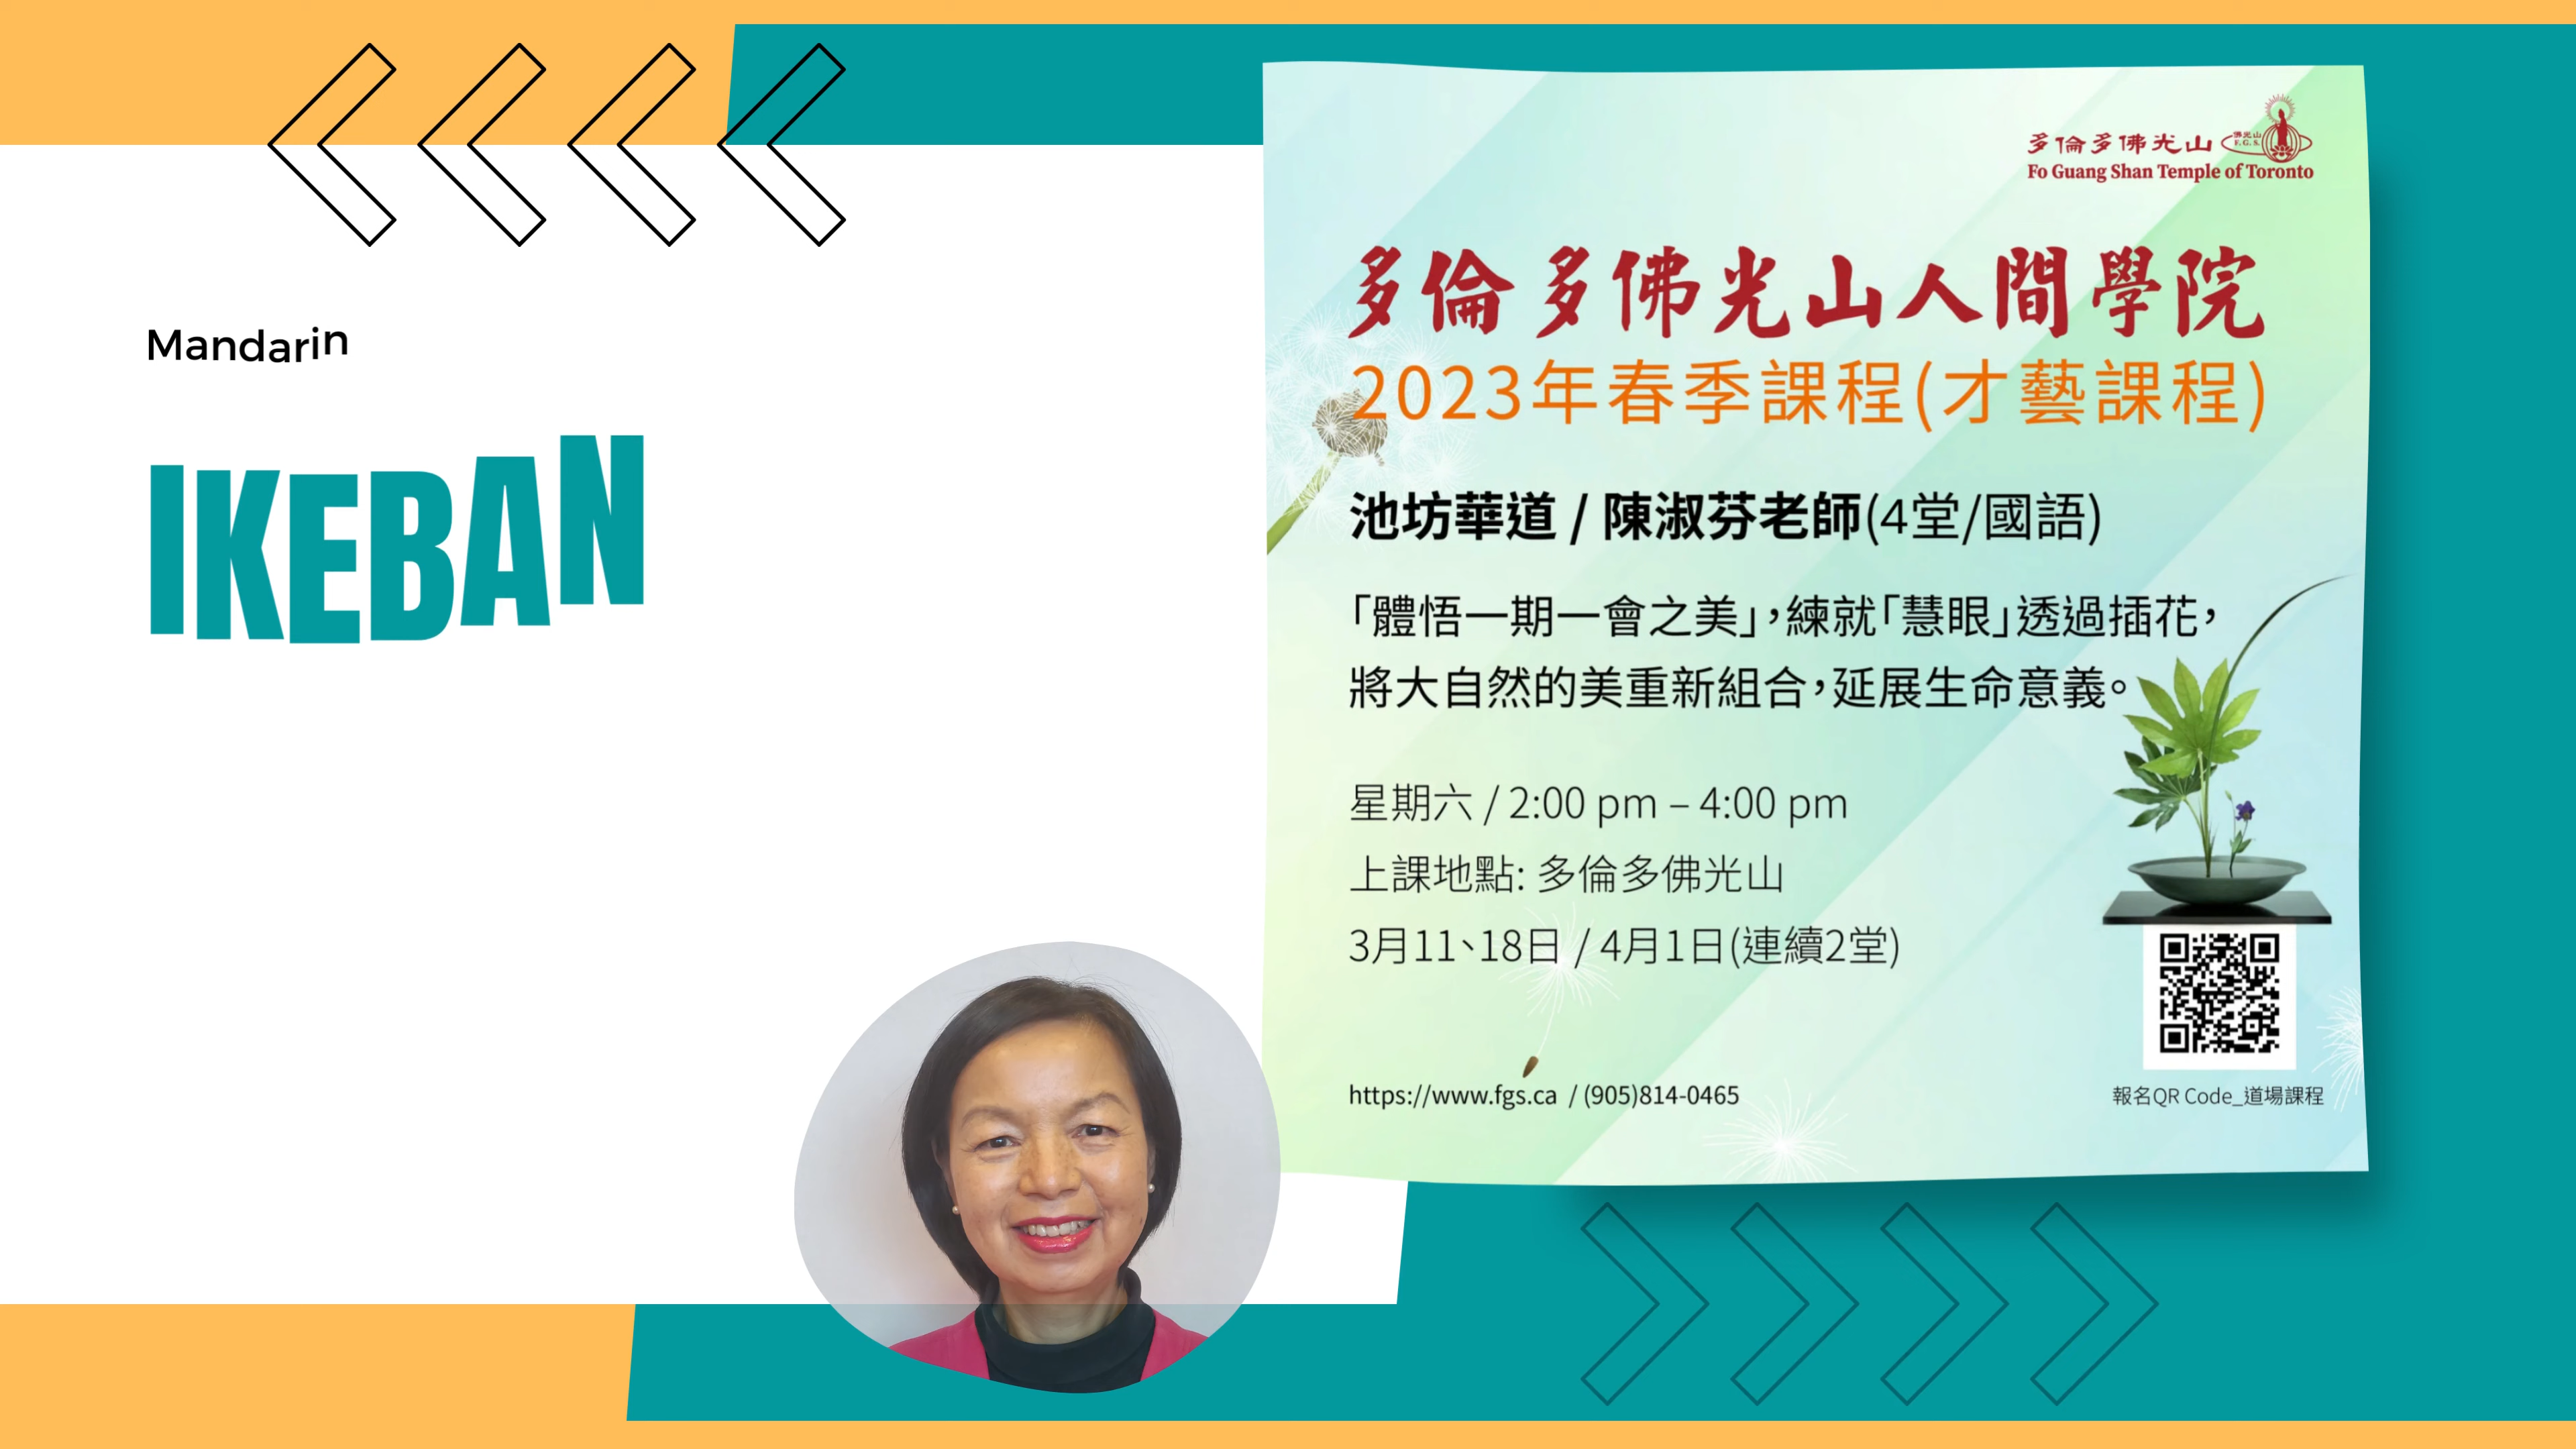 Mandarin
IKEBAN
多倫多佛光山
佛光山
F. G. S.
Fo Guang Shan Temple of Toronto
多倫多佛光山人間學院
2023年春季課程(才藝課程)
池坊華道 / 陳淑芬老師(4堂/國語)
「體悟一期一會之美」,練就「慧眼」透過插花,
將大自然的美重新組合,延展生命意義。
星期六 / 2:00 pm – 4:00 pm
上課地點: 多倫多佛光山
3月11、18日 / 4月1日(連續2堂)
https://www.fgs.ca / (905)814-0465
報名QR Code_道場課程